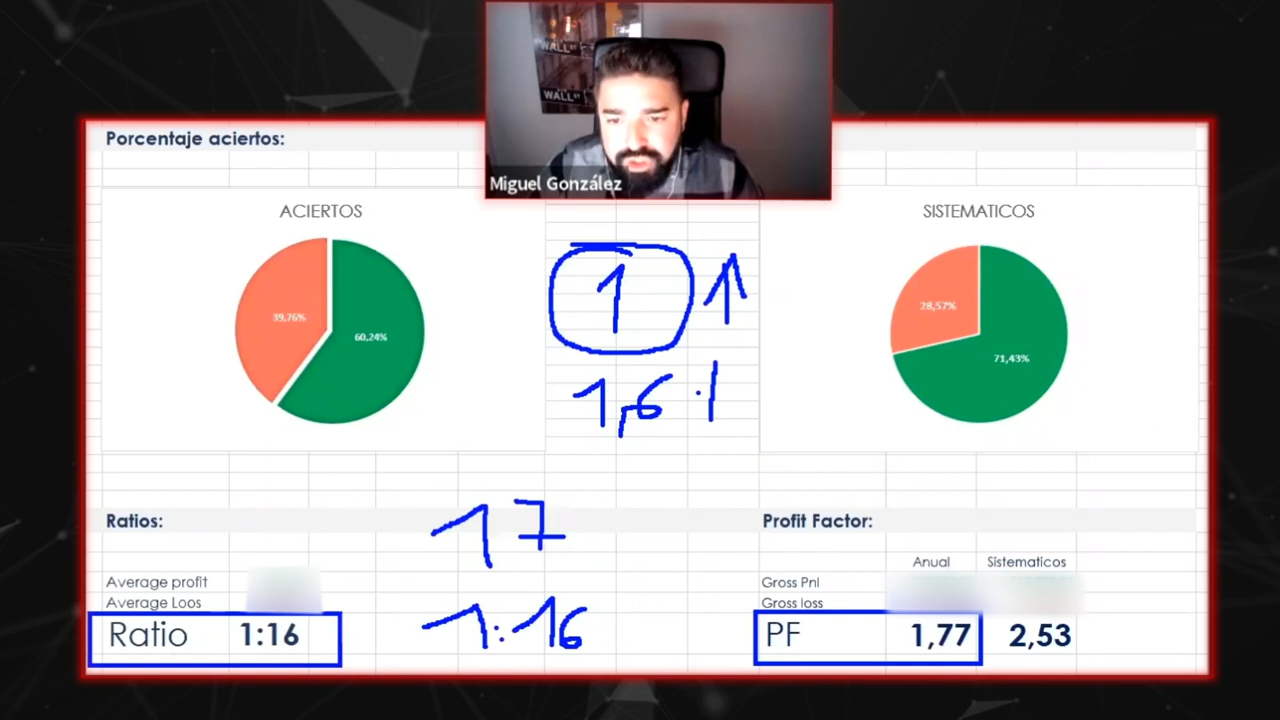 WALL ST
WALL ST
Miguel González
Porcentaje aciertos:
ACIERTOS
39,76%
60,24%
1
1,6
SISTEMATICOS
28,57%
71,43%
Ratios:
17
Average profit
Average Loos
Ratio 1:16
1:16
Profit Factor:
Anual Sistematicos
Gross Pnl
Gross loss
PF 1,77 2,53